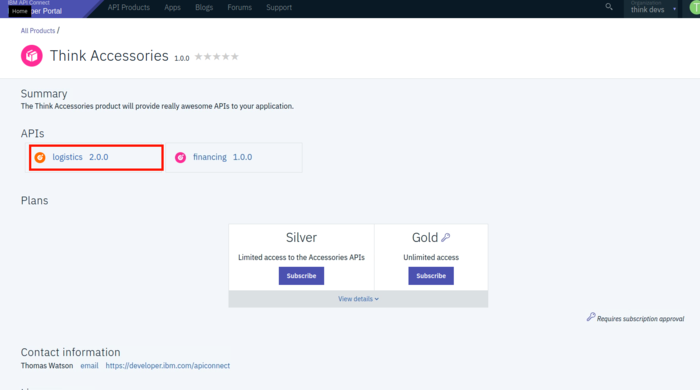 IBM API Connect
Home
per Portal
API Products
Apps
Blogs
Forums
Support
Organization
think devs
T
All Products /
Think Accessories 1.0.0
Summary
The Think Accessories product will provide really awesome APIs to your application.
APIs
logistics 2.0.0
financing 1.0.0
Plans
Silver
Limited access to the Accessories APIs
Subscribe
Gold
Unlimited access
Subscribe
View details
Requires subscription approval
Contact information
Thomas Watson email https://developer.ibm.com/apiconnect